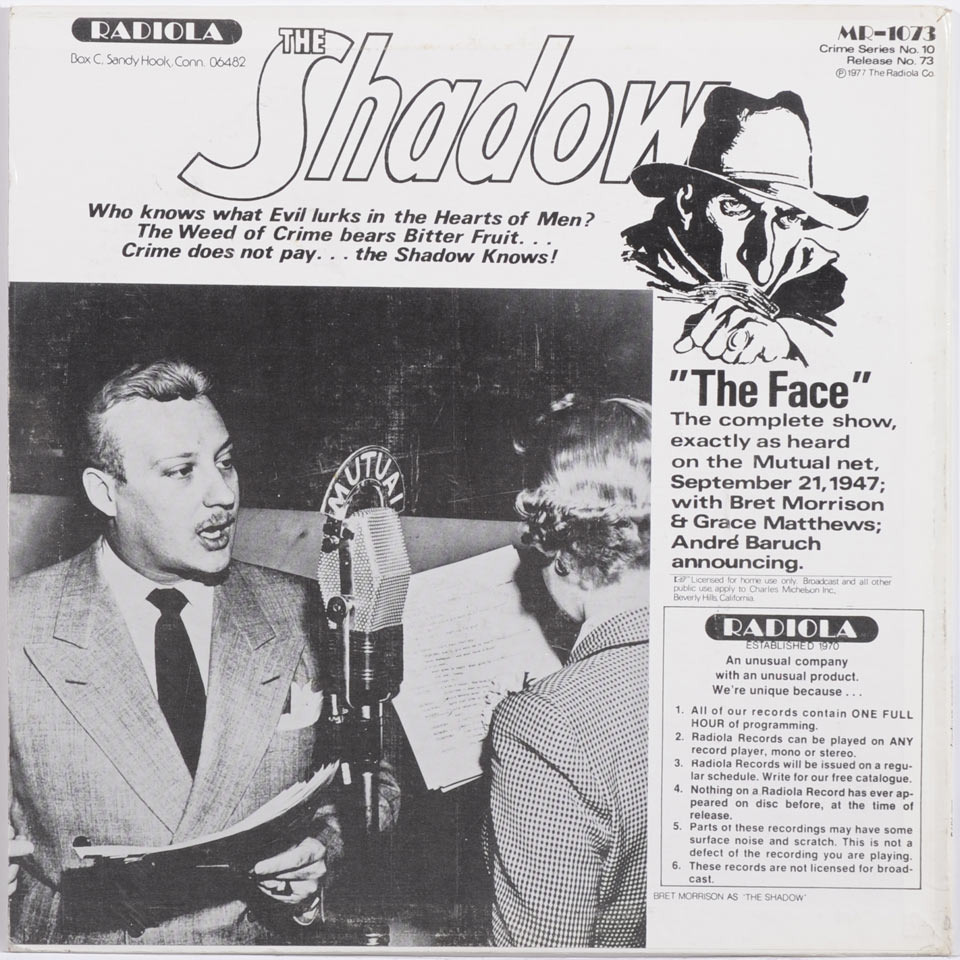 RADIOLA
Box C, Sandy Hook, Conn. 06482
MR-1073
Crime Series No. 10
Release No. 73
Ⓟ1977 The Radiola Co.
THE
Shadow
Who knows what Evil lurks in the Hearts of Men?
The Weed of Crime bears Bitter Fruit. . .
Crime does not pay. . . the Shadow Knows!
MUTUAL
"The Face"
The complete show,
exactly as heard
on the Mutual net,
September 21, 1947;
with Bret Morrison
& Grace Matthews;
André Baruch
announcing.
Licensed for home use only. Broadcast and all other
public use, apply to Charles Michelson Inc.,
Beverly Hills, California.
RADIOLA
ESTABLISHED 1970
An unusual company
with an unusual product.
We're unique because . . .
1. All of our records contain ONE FULL
HOUR of programming.
2. Radiola Records can be played on ANY
record player, mono or stereo.
3. Radiola Records will be issued on a regu-
lar schedule. Write for our free catalogue.
4. Nothing on a Radiola Record has ever ap-
peared on disc before, at the time of
release.
5. Parts of these recordings may have some
surface noise and scratch. This is not a
defect of the recording you are playing.
6. These records are not licensed for broad-
cast.
BRET MORRISON AS 'THE SHADOW'